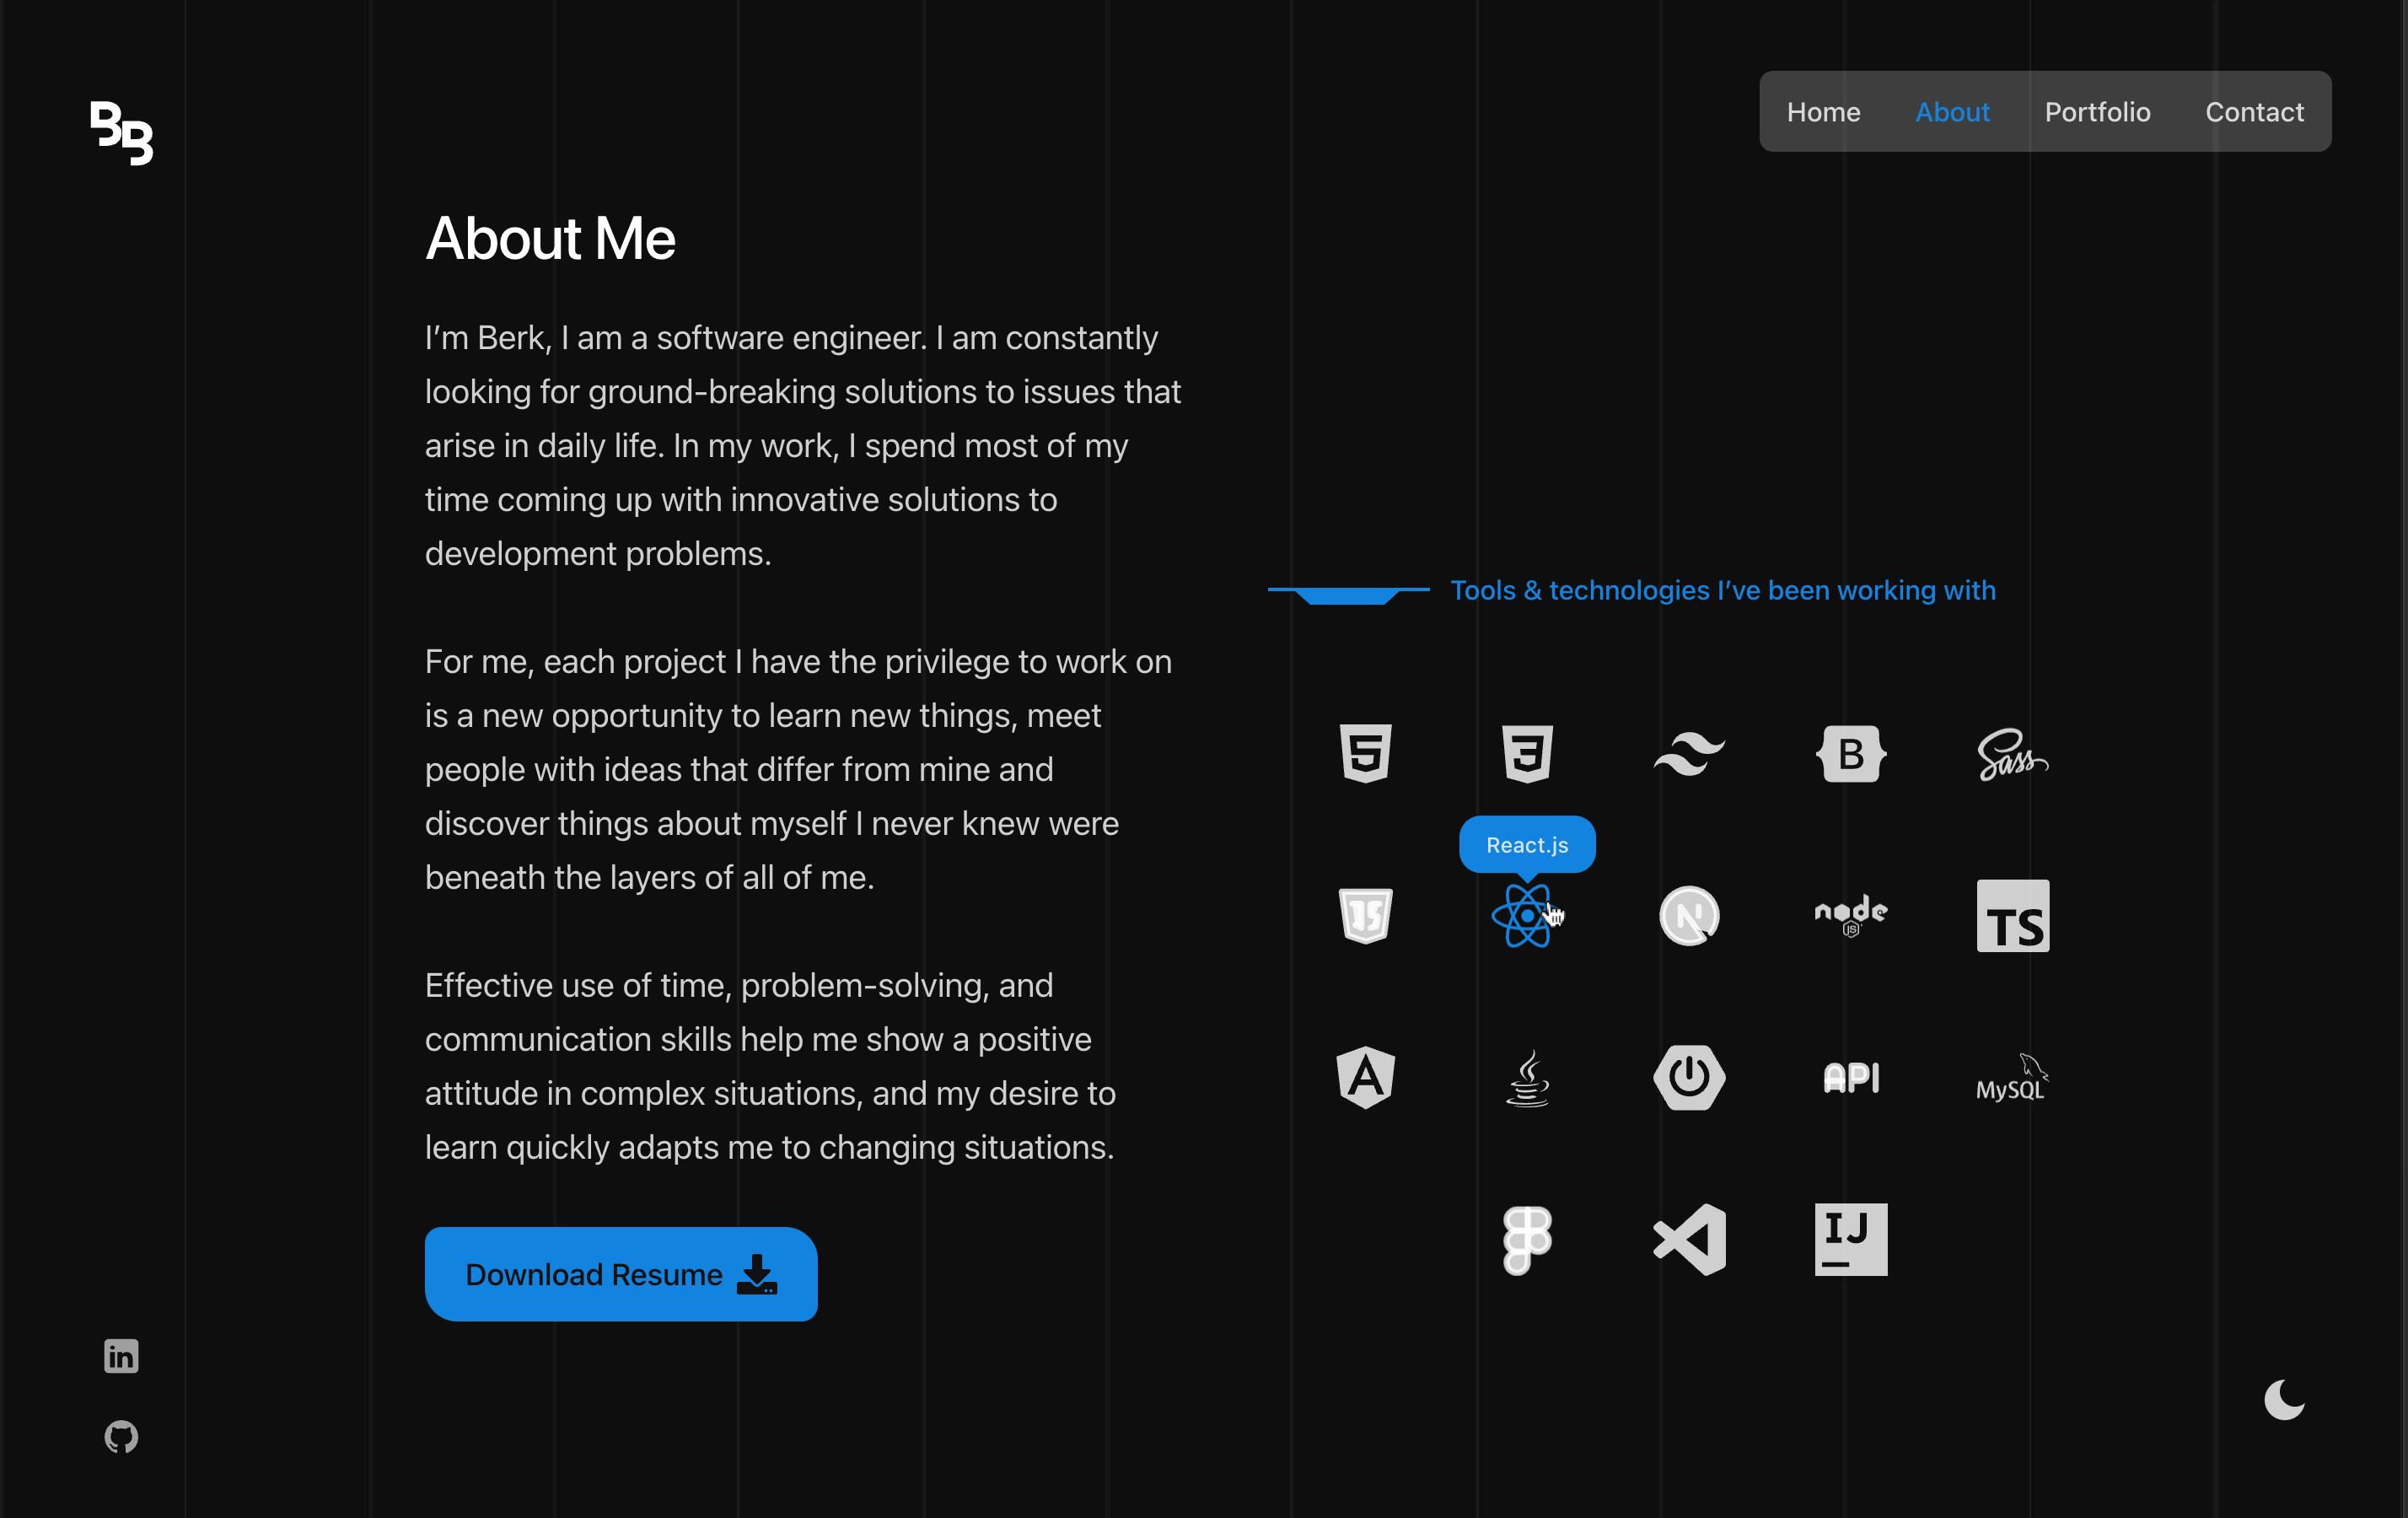 BB
Home About Portfolio Contact
About Me
I’m Berk, I am a software engineer. I am constantly
looking for ground-breaking solutions to issues that
arise in daily life. In my work, I spend most of my
time coming up with innovative solutions to
development problems.
For me, each project I have the privilege to work on
is a new opportunity to learn new things, meet
people with ideas that differ from mine and
discover things about myself I never knew were
beneath the layers of all of me.
Effective use of time, problem-solving, and
communication skills help me show a positive
attitude in complex situations, and my desire to
learn quickly adapts me to changing situations.
Download Resume
Tools & technologies I’ve been working with
5 3 B Sass
React.js
JS N node JS TS
A API MySQL
IJ
in